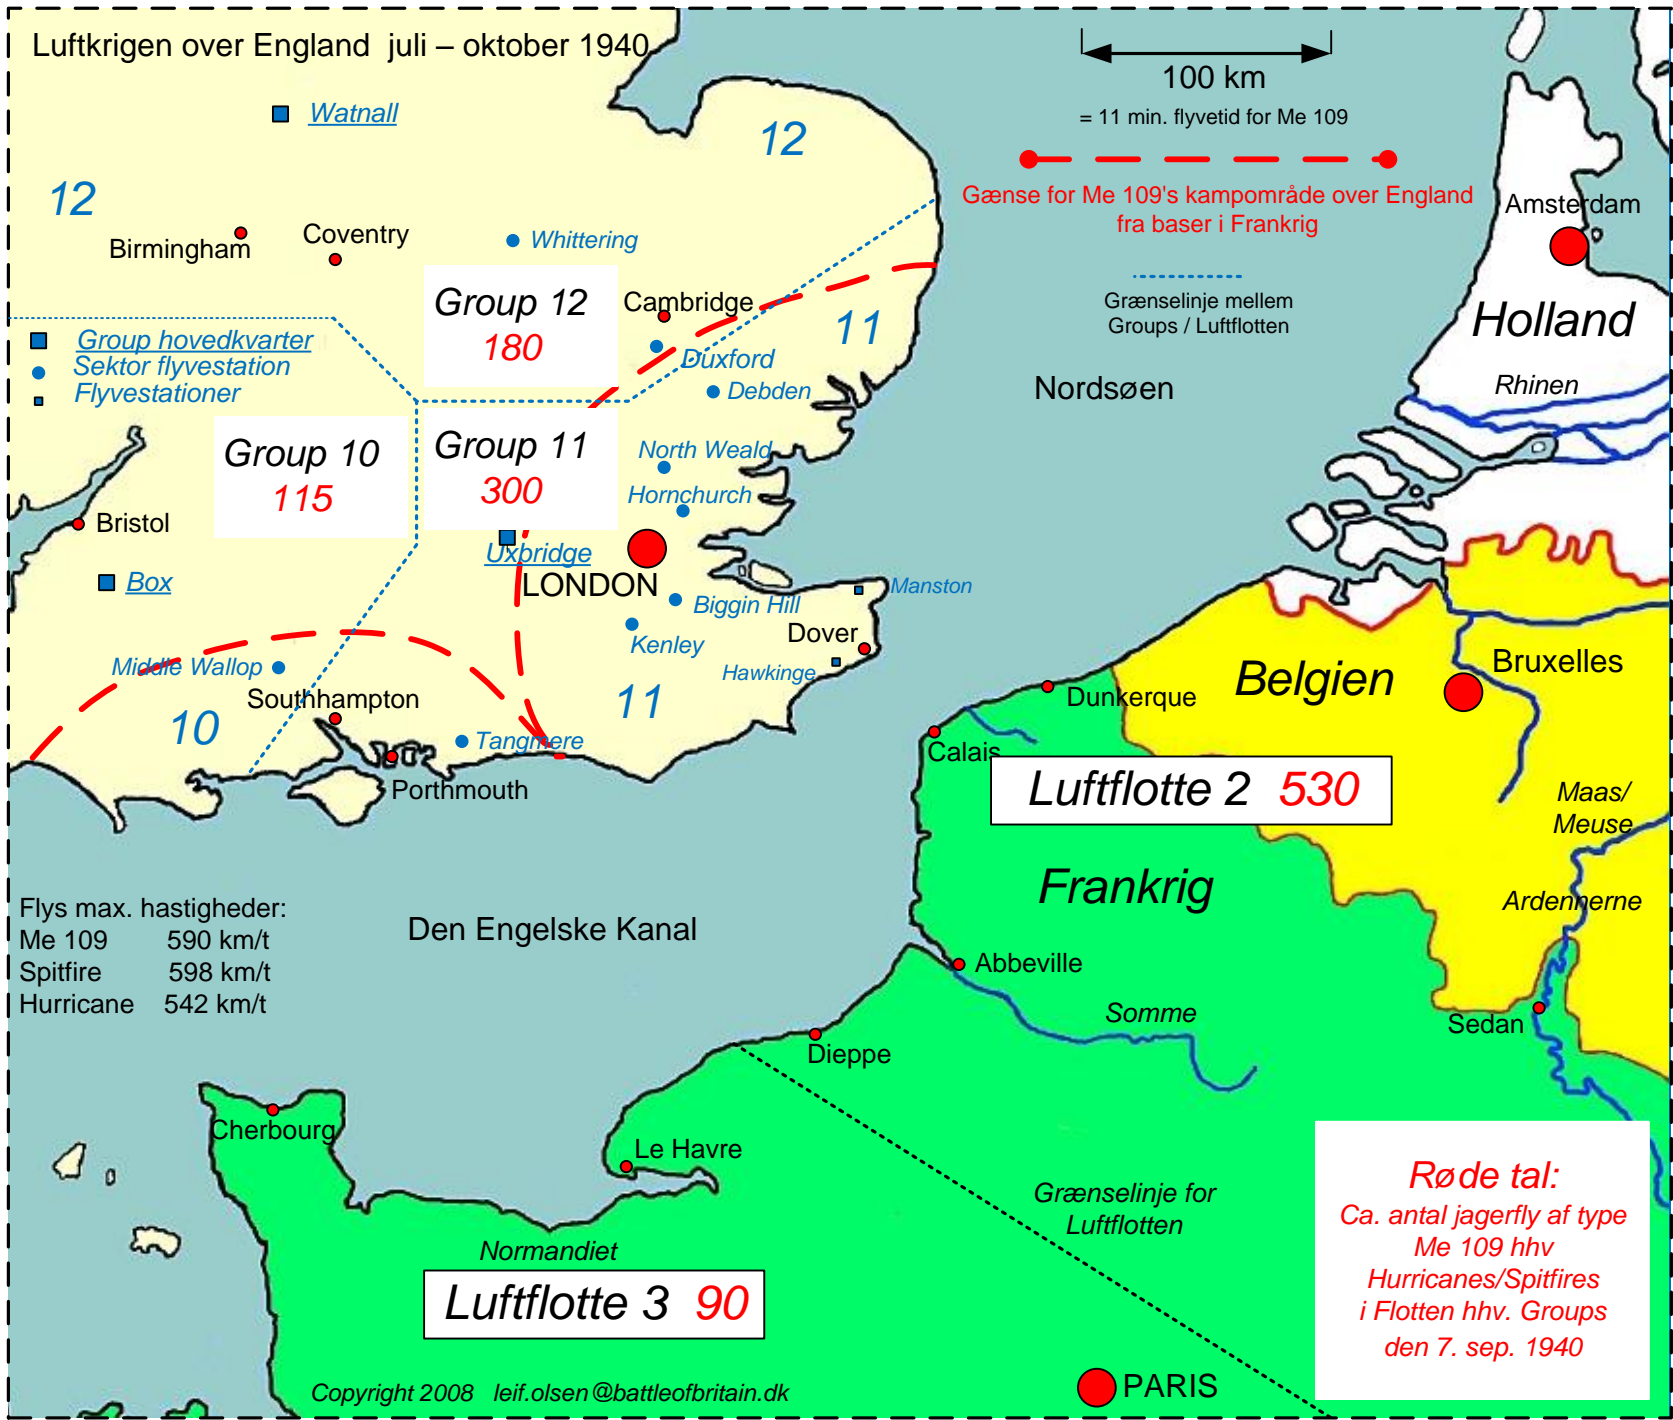 Luftkrigen over England juli – oktober 1940
100 km
= 11 min. flyvetid for Me 109
Gænse for Me 109's kampområde over England
fra baser i Frankrig
Grænselinje mellem
Groups / Luftflotten
Watnall
12
12
Birmingham
Coventry
Whittering
Group hovedkvarter
Sektor flyvestation
Flyvestationer
Group 12
180
Cambridge
11
Duxford
Debden
Group 10
115
Group 11
300
North Weald
Hornchurch
Bristol
Box
Uxbridge
LONDON
Manston
Biggin Hill
Kenley
Dover
Hawkinge
Middle Wallop
Southhampton
10
11
Tangmere
Porthmouth
Nordsøen
Amsterdam
Holland
Rhinen
Belgien
Bruxelles
Dunkerque
Calais
Luftflotte 2 530
Maas/
Meuse
Frankrig
Ardennerne
Flys max. hastigheder:
Me 109 590 km/t
Spitfire 598 km/t
Hurricane 542 km/t
Den Engelske Kanal
Abbeville
Somme
Sedan
Dieppe
Cherbourg
Le Havre
Grænselinje for
Luftflotten
Normandiet
Luftflotte 3 90
Røde tal:
Ca. antal jagerfly af type
Me 109 hhv
Hurricanes/Spitfires
i Flotten hhv. Groups
den 7. sep. 1940
PARIS
Copyright 2008 leif.olsen@battleofbritain.dk